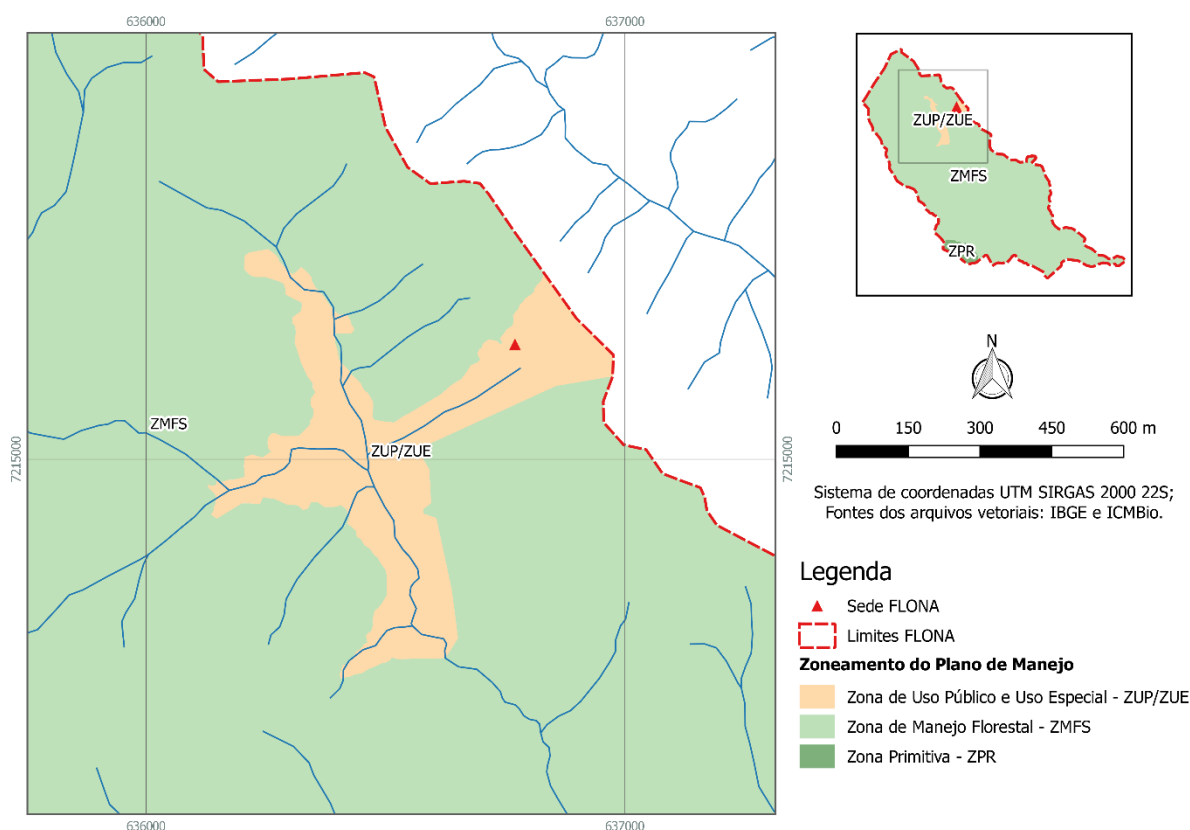 636000
637000
7215000
7215000
ZMFS
ZUP/ZUE
636000
637000
ZUP/ZUE
ZMFS
ZPR
N
0 150 300 450 600 m
Sistema de coordenadas UTM SIRGAS 2000 22S;
Fontes dos arquivos vetoriais: IBGE e ICMBio.
Legenda
Sede FLONA
Limites FLONA
Zoneamento do Plano de Manejo
Zona de Uso Público e Uso Especial - ZUP/ZUE
Zona de Manejo Florestal - ZMFS
Zona Primitiva - ZPR